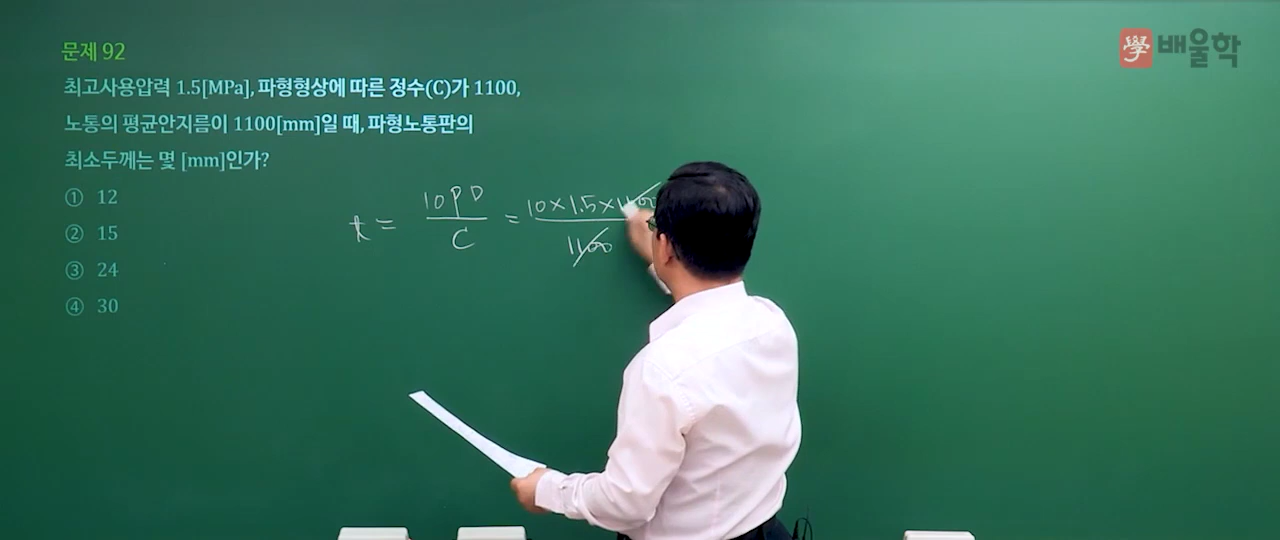 學 배울학
문제 92
최고사용압력 1.5[MPa], 파형형상에 따른 정수(C)가 1100,
노통의 평균안지름이 1100[mm]일 때, 파형노통판의
최소두께는 몇 [mm]인가?
① 12
② 15
③ 24
④ 30
t = 10PD / C = 10×1.5×1100 / 1100